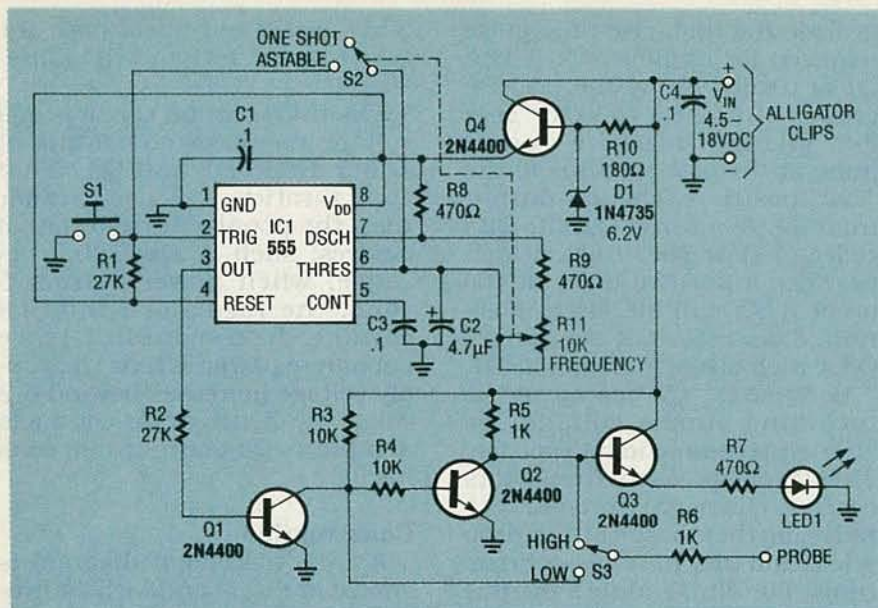 ONE SHOT
ASTABLE
S2
C1
.1
Q4
2N4400
C4
.1
+
VIN
4.5–
18VDC
–
ALLIGATOR
CLIPS
R10
180Ω
D1
1N4735
6.2V
R8
470Ω
S1
R1
27K
1 GND
2 TRIG
3 OUT
4 RESET
IC1
555
VDD 8
DSCH 7
THRES 6
CONT 5
R9
470Ω
R11
10K
FREQUENCY
C3
.1
+
C2
4.7µF
R2
27K
R3
10K
R4
10K
R5
1K
Q1
2N4400
Q2
2N4400
Q3
2N4400
R7
470Ω
LED1
HIGH
LOW
S3
R6
1K
PROBE